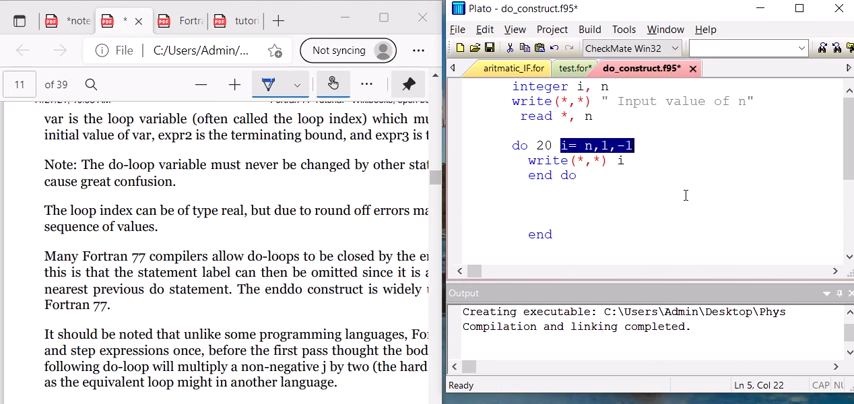 *note
*
Fortr
tutor
File
C:/Users/Admin/...
Not syncing
11
of 39
var is the loop variable (often called the loop index) which mu
initial value of var, expr2 is the terminating bound, and expr3 is t
Note: The do-loop variable must never be changed by other stat
cause great confusion.
The loop index can be of type real, but due to round off errors ma
sequence of values.
Many Fortran 77 compilers allow do-loops to be closed by the en
this is that the statement label can then be omitted since it is a
nearest previous do statement. The enddo construct is widely u
Fortran 77.
It should be noted that unlike some programming languages, For
and step expressions once, before the first pass thought the bod
following do-loop will multiply a non-negative j by two (the hard
as the equivalent loop might in another language.
Plato - do_construct.f95*
File Edit View Project Build Tools Window Help
CheckMate Win32
aritmatic_IF.for
test.for*
do_construct.f95*
integer i, n
write(*,*) " Input value of n"
read *, n
do 20 i= n,1,-1
write(*,*) i
end do
end
Output
Creating executable: C:\Users\Admin\Desktop\Phys
Compilation and linking completed.
Ready
Ln 5, Col 22
CAP